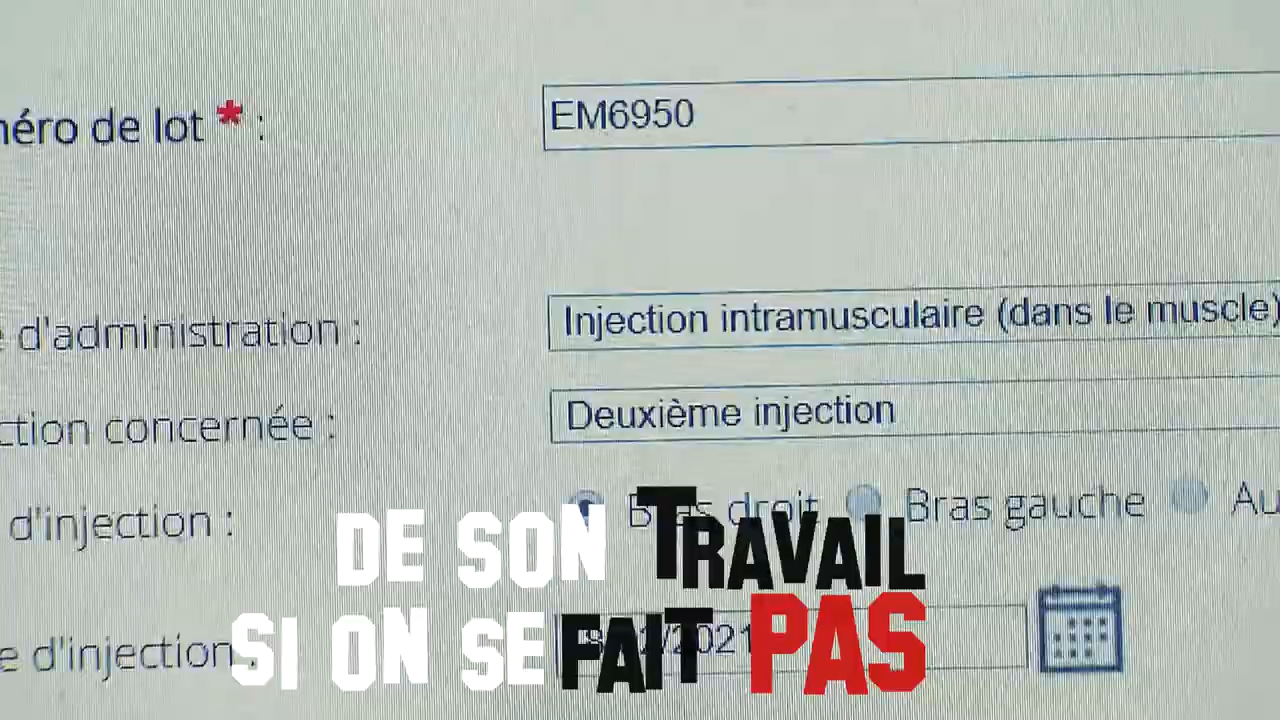 néro de lot * : EM6950
d'administration : Injection intramusculaire (dans le muscle)
ction concernée : Deuxième injection
d'injection : Bras droit Bras gauche Au
e d'injection : /2021
DE SON TRAVAIL
SI ON SE FAIT PAS